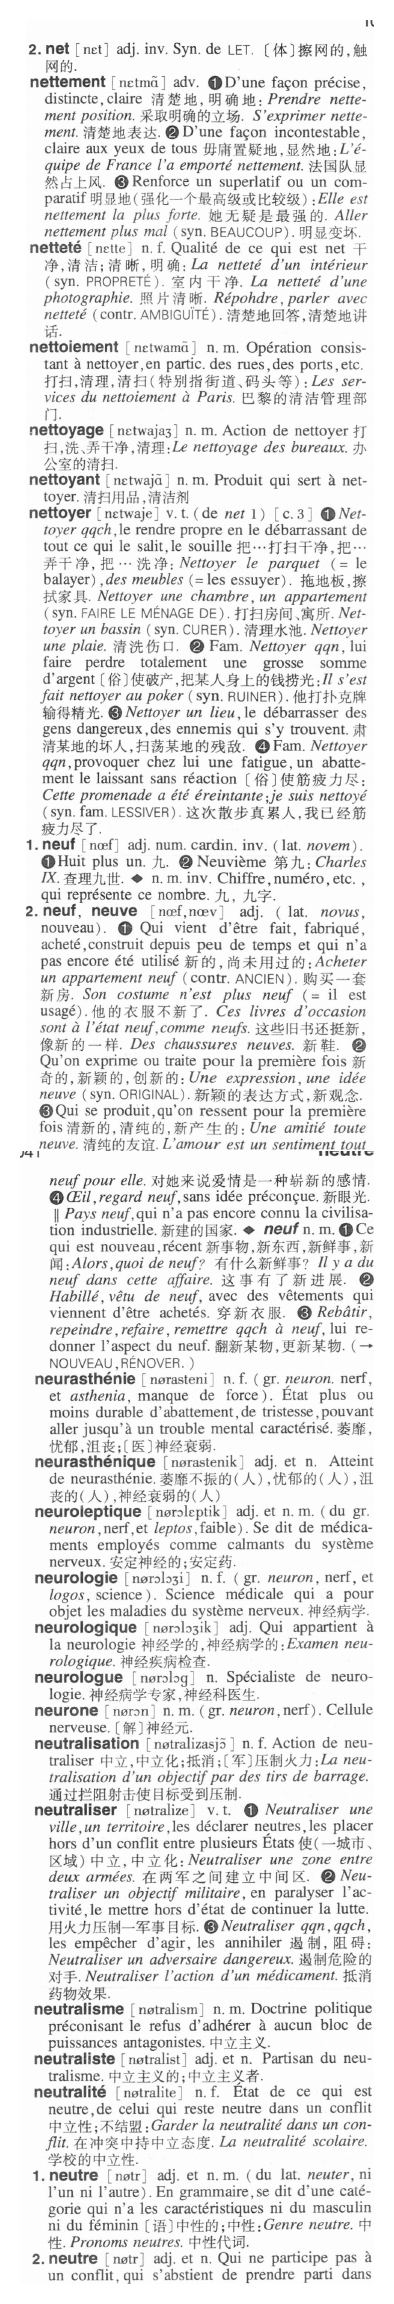 2. net [nɛt] adj. inv. Syn. de LET. 〔体〕擦网的,触
网的.
nettement [nɛtmɑ̃] adv. ❶D'une façon précise,
distincte,claire 清楚地,明确地: Prendre nette-
ment position. 采取明确的立场. S'exprimer nette-
ment. 清楚地表达. ❷D'une façon incontestable,
claire aux yeux de tous 毋庸置疑地,显然地:L'é-
quipe de France l'a emporté nettement. 法国队显
然占上风. ❸Renforce un superlatif ou un com-
paratif 明显地(强化一个最高级或比较级):Elle est
nettement la plus forte. 她无疑是最强的. Aller
nettement plus mal (syn. BEAUCOUP). 明显变坏.
netteté [nɛtte] n. f. Qualité de ce qui est net 干
净,清洁;清晰,明确: La netteté d'un intérieur
(syn. PROPRETÉ). 室内干净. La netteté d'une
photographie. 照片清晰. Répohdre, parler avec
netteté (contr. AMBIGUÏTÉ). 清楚地回答,清楚地讲
话.
nettoiement [nɛtwamɑ̃] n. m. Opération consis-
tant à nettoyer,en partic. des rues,des ports,etc.
打扫,清理,清扫(特别指街道、码头等):Les ser-
vices du nettoiement à Paris. 巴黎的清洁管理部
门.
nettoyage [nɛtwajaʒ] n. m. Action de nettoyer 打
扫,洗、弄干净,清理:Le nettoyage des bureaux. 办
公室的清扫.
nettoyant [nɛtwajɑ̃] n. m. Produit qui sert à net-
toyer. 清扫用品,清洁剂
nettoyer [nɛtwaje] v. t. (de net 1) [c. 3] ❶Net-
toyer qqch,le rendre propre en le débarrassant de
tout ce qui le salit,le souille 把…打扫干净,把…
弄干净,把…洗净: Nettoyer le parquet (= le
balayer),des meubles (=les essuyer). 拖地板,擦
拭家具. Nettoyer une chambre, un appartement
(syn. FAIRE LE MÉNAGE DE). 打扫房间、寓所. Net-
toyer un bassin (syn. CURER). 清理水池. Nettoyer
une plaie. 清洗伤口. ❷Fam. Nettoyer qqn, lui
faire perdre totalement une grosse somme
d'argent〔俗〕使破产,把某人身上的钱捞光:Il s'est
fait nettoyer au poker (syn. RUINER). 他打扑克牌
输得精光. ❸Nettoyer un lieu,le débarrasser des
gens dangereux,des ennemis qui s'y trouvent. 肃
清某地的坏人,扫荡某地的残敌. ❹Fam. Nettoyer
qqn,provoquer chez lui une fatigue,un abatte-
ment le laissant sans réaction〔俗〕使筋疲力尽:
Cette promenade a été éreintante;je suis nettoyé
(syn. fam. LESSIVER). 这次散步真累人,我已经筋
疲力尽了.
1. neuf [nœf] adj. num. cardin. inv. (lat. novem).
❶Huit plus un. 九. ❷Neuvième 第九:Charles
IX. 查理九世. ◆ n. m. inv. Chiffre,numéro,etc.,
qui représente ce nombre. 九, 九字.
2. neuf, neuve [nœf,nœv] adj. (lat. novus,
nouveau). ❶ Qui vient d'être fait, fabriqué,
acheté,construit depuis peu de temps et qui n'a
pas encore été utilisé 新的,尚未用过的:Acheter
un appartement neuf (contr. ANCIEN). 购买一套
新房. Son costume n'est plus neuf (= il est
usagé).他的衣服不新了. Ces livres d'occasion
sont à l'état neuf,comme neufs. 这些旧书还挺新,
像新的一样. Des chaussures neuves. 新鞋. ❷
Qu'on exprime ou traite pour la première fois 新
奇的,新颖的,创新的: Une expression, une idée
neuve (syn. ORIGINAL). 新颖的表达方式,新观念.
❸Qui se produit,qu'on ressent pour la première
fois 清新的,清纯的,新产生的: Une amitié toute
neuve. 清纯的友谊. L'amour est un sentiment tout
neutre
neuf pour elle. 对她来说爱情是一种崭新的感情.
❹Œil,regard neuf,sans idée préconçue. 新眼光.
‖ Pays neuf,qui n'a pas encore connu la civilisa-
tion industrielle. 新建的国家. ◆ neuf n. m. ❶Ce
qui est nouveau,récent 新事物,新东西,新鲜事,新
闻:Alors,quoi de neuf? 有什么新鲜事? Il y a du
neuf dans cette affaire. 这事有了新进展. ❷
Habillé,vêtu de neuf, avec des vêtements qui
viennent d'être achetés. 穿新衣服. ❸ Rebâtir,
repeindre,refaire, remettre qqch à neuf, lui re-
donner l'aspect du neuf. 翻新某物,更新某物. (→
NOUVEAU,RÉNOVER.)
neurasthénie [nørasteni] n. f. (gr. neuron. nerf,
et asthenia, manque de force). État plus ou
moins durable d'abattement,de tristesse,pouvant
aller jusqu'à un trouble mental caractérisé. 萎靡,
忧郁,沮丧;〔医〕神经衰弱.
neurasthénique [nørastenik] adj. et n. Atteint
de neurasthénie. 萎靡不振的(人),忧郁的(人),沮
丧的(人),神经衰弱的(人)
neuroleptique [nørɔlɛptik] adj. et n. m. (du gr.
neuron,nerf,et leptos,faible). Se dit de médica-
ments employés comme calmants du système
nerveux. 安定神经的;安定药.
neurologie [nørɔlɔʒi] n. f. (gr. neuron, nerf, et
logos, science). Science médicale qui a pour
objet les maladies du système nerveux. 神经病学.
neurologique [nørɔlɔʒik] adj. Qui appartient à
la neurologie 神经学的,神经病学的:Examen neu-
rologique. 神经疾病检查.
neurologue [nørɔlɔg] n. Spécialiste de neuro-
logie. 神经病学专家,神经科医生.
neurone [nørɔn] n. m. (gr. neuron,nerf). Cellule
nerveuse.〔解〕神经元.
neutralisation [nøtralizasjɔ̃] n. f. Action de neu-
traliser 中立,中立化;抵消;〔军〕压制火力:La neu-
tralisation d'un objectif par des tirs de barrage.
通过拦阻射击使目标受到压制.
neutraliser [nøtralize] v. t. ❶ Neutraliser une
ville,un territoire,les déclarer neutres,les placer
hors d'un conflit entre plusieurs États 使(一城市、
区域)中立,中立化: Neutraliser une zone entre
deux armées. 在两军之间建立中间区. ❷Neu-
traliser un objectif militaire, en paralyser l'ac-
tivité,le mettre hors d'état de continuer la lutte.
用火力压制一军事目标. ❸Neutraliser qqn,qqch,
les empêcher d'agir, les annihiler 遏制,阻碍:
Neutraliser un adversaire dangereux. 遏制危险的
对手. Neutraliser l'action d'un médicament. 抵消
药物效果.
neutralisme [nøtralism] n. m. Doctrine politique
préconisant le refus d'adhérer à aucun bloc de
puissances antagonistes. 中立主义.
neutraliste [nøtralist] adj. et n. Partisan du neu-
tralisme. 中立主义的;中立主义者.
neutralité [nøtralite] n. f. État de ce qui est
neutre,de celui qui reste neutre dans un conflit
中立性;不结盟:Garder la neutralité dans un con-
flit. 在冲突中持中立态度. La neutralité scolaire.
学校的中立性.
1. neutre [nøtr] adj. et n. m. (du lat. neuter, ni
l'un ni l'autre). En grammaire,se dit d'une caté-
gorie qui n'a les caractéristiques ni du masculin
ni du féminin〔语〕中性的;中性:Genre neutre. 中
性. Pronoms neutres. 中性代词.
2. neutre [nøtr] adj. et n. Qui ne participe pas à
un conflit, qui s'abstient de prendre parti dans